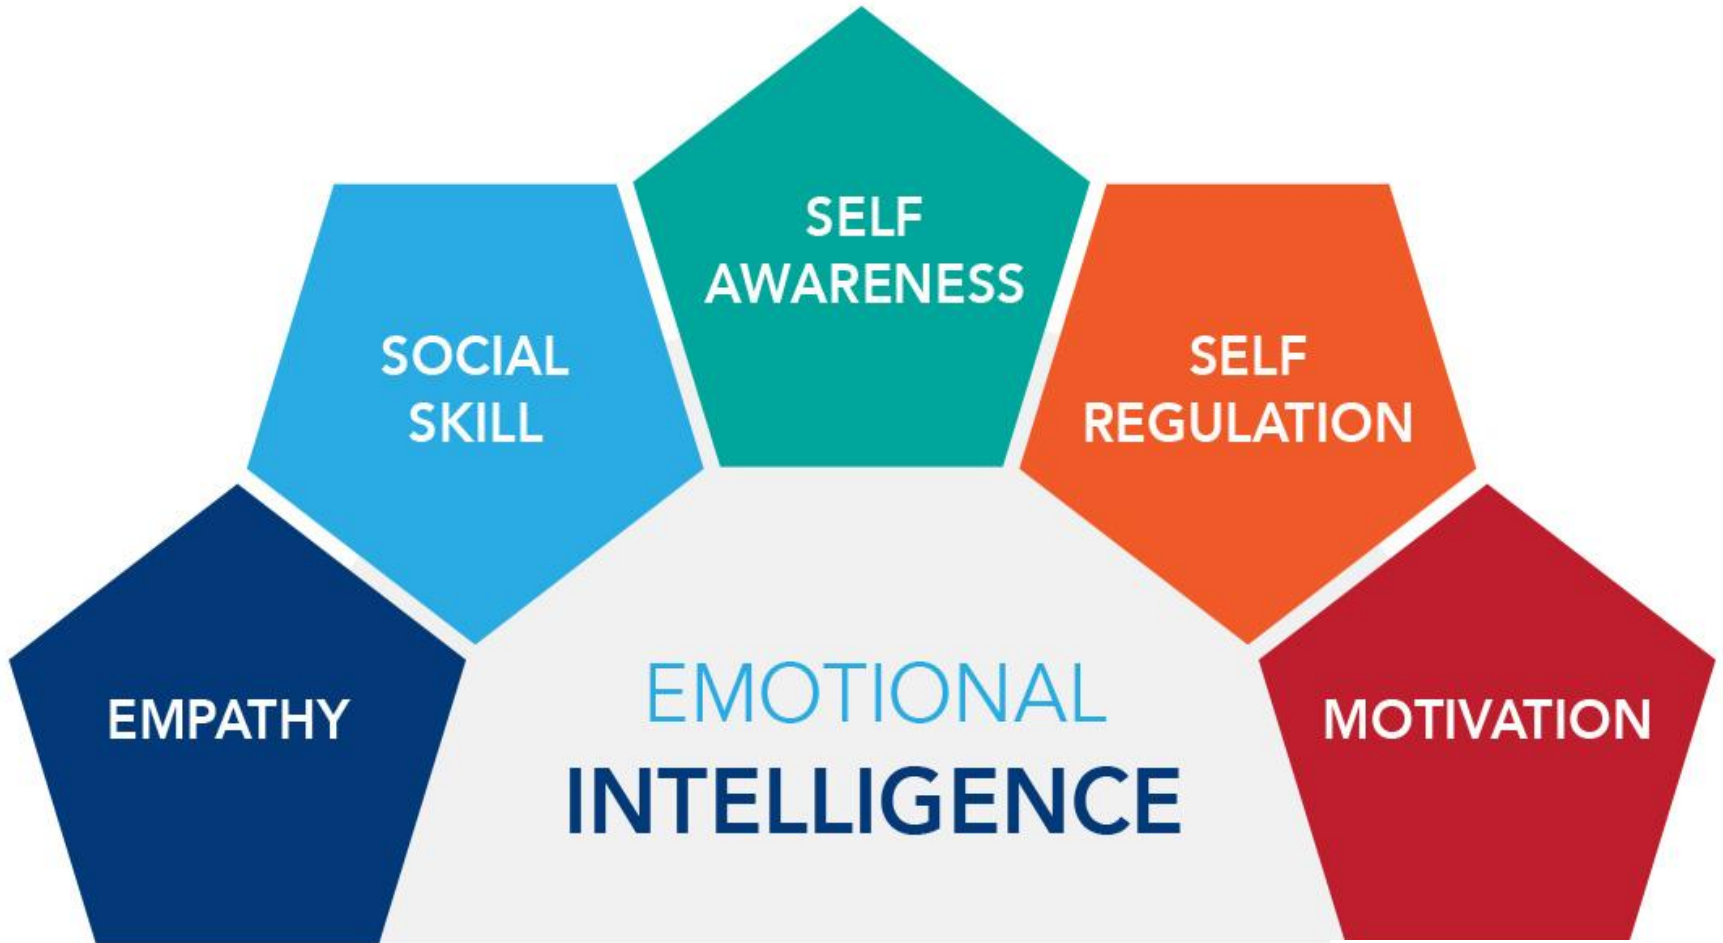 SELF
AWARENESS
SOCIAL
SKILL
SELF
REGULATION
EMPATHY
EMOTIONAL
INTELLIGENCE
MOTIVATION